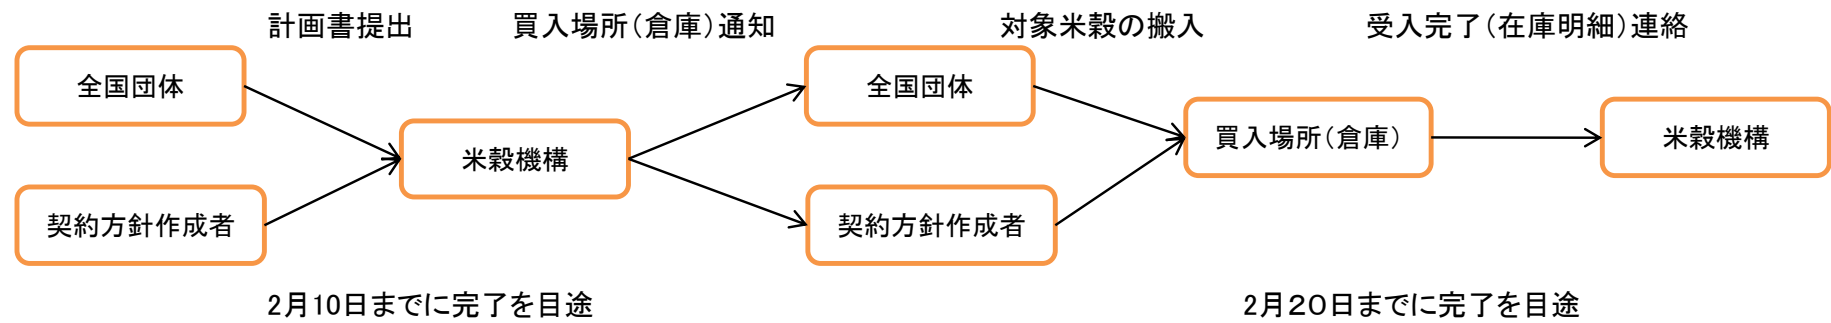 計画書提出
買入場所（倉庫）通知
対象米穀の搬入
受入完了（在庫明細）連絡
全国団体
契約方針作成者
米穀機構
全国団体
契約方針作成者
買入場所（倉庫）
米穀機構
2月10日までに完了を目途
2月２０日までに完了を目途